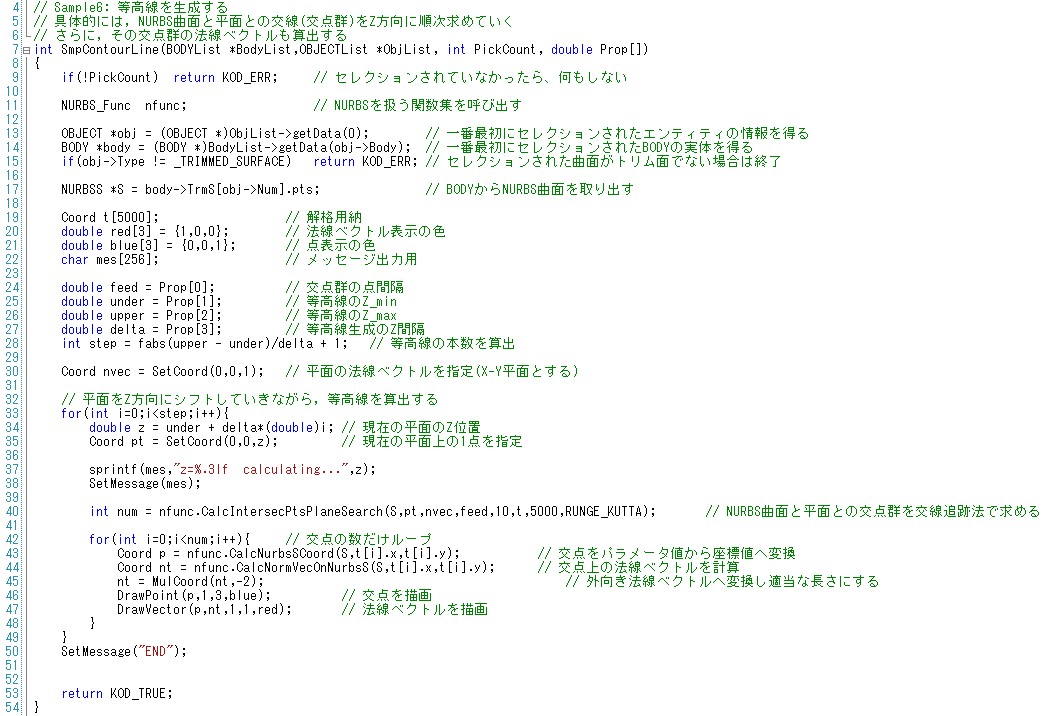 4 // Sample6: 等高線を生成する
5 // 具体的には，NURBS曲面と平面との交線(交点群)をZ方向に順次求めていく
6 // さらに，その交点群の法線ベクトルも算出する
7 int SmpContourLine(BODYList *BodyList,OBJECTList *ObjList, int PickCount, double Prop[])
8 {
9 if(!PickCount) return KOD_ERR; // セレクションされていなかったら、何もしない
10
11 NURBS_Func nfunc; // NURBSを扱う関数集を呼び出す
12
13 OBJECT *obj = (OBJECT *)ObjList->getData(0); // 一番最初にセレクションされたエンティティの情報を得る
14 BODY *body = (BODY *)BodyList->getData(obj->Body); // 一番最初にセレクションされたBODYの実体を得る
15 if(obj->Type != _TRIMMED_SURFACE) return KOD_ERR; // セレクションされた曲面がトリム面でない場合は終了
16
17 NURBSS *S = body->TrmS[obj->Num].pts; // BODYからNURBS曲面を取り出す
18
19 Coord t[5000]; // 解格用納
20 double red[3] = {1,0,0}; // 法線ベクトル表示の色
21 double blue[3] = {0,0,1}; // 点表示の色
22 char mes[256]; // メッセージ出力用
23
24 double feed = Prop[0]; // 交点群の点間隔
25 double under = Prop[1]; // 等高線のZ_min
26 double upper = Prop[2]; // 等高線のZ_max
27 double delta = Prop[3]; // 等高線生成のZ間隔
28 int step = fabs(upper - under)/delta + 1; // 等高線の本数を算出
29
30 Coord nvec = SetCoord(0,0,1); // 平面の法線ベクトルを指定(X-Y平面とする)
31
32 // 平面をZ方向にシフトしていきながら，等高線を算出する
33 for(int i=0;i<step;i++){
34 double z = under + delta*(double)i; // 現在の平面のZ位置
35 Coord pt = SetCoord(0,0,z); // 現在の平面上の1点を指定
36
37 sprintf(mes,"z=%.3lf calculating...",z);
38 SetMessage(mes);
39
40 int num = nfunc.CalcIntersecPtsPlaneSearch(S,pt,nvec,feed,10,t,5000,RUNGE_KUTTA); // NURBS曲面と平面との交点群を交線追跡法で求める
41
42 for(int i=0;i<num;i++){ // 交点の数だけループ
43 Coord p = nfunc.CalcNurbsSCoord(S,t[i].x,t[i].y); // 交点をパラメータ値から座標値へ変換
44 Coord nt = nfunc.CalcNormVecOnNurbsS(S,t[i].x,t[i].y); // 交点上の法線ベクトルを計算
45 nt = MulCoord(nt,-2); // 外向き法線ベクトルへ変換し適当な長さにする
46 DrawPoint(p,1,3,blue); // 交点を描画
47 DrawVector(p,nt,1,1,red); // 法線ベクトルを描画
48 }
49 }
50 SetMessage("END");
51
52
53 return KOD_TRUE;
54 }